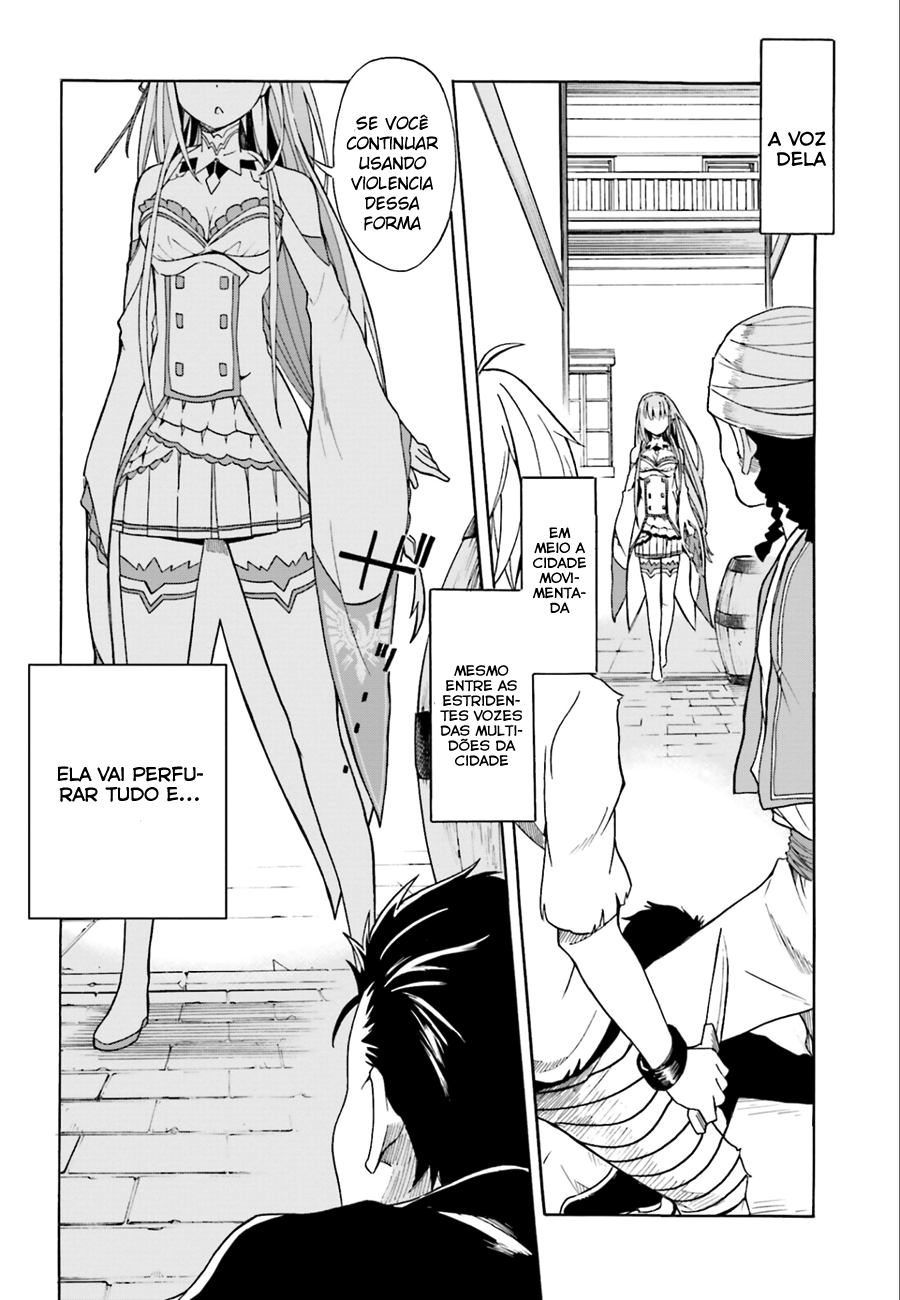 A VOZ
DELA
EM
MEIO A
CIDADE
MOVI-
MENTA-
DA
MESMO
ENTRE AS
ESTRIDEN-
TES VOZES
DAS MULTI-
DÕES DA
CIDADE
SE VOCÊ
CONTINUAR
USANDO
VIOLENCIA
DESSA
FORMA
ELA VAI PERFU-
RAR TUDO E...